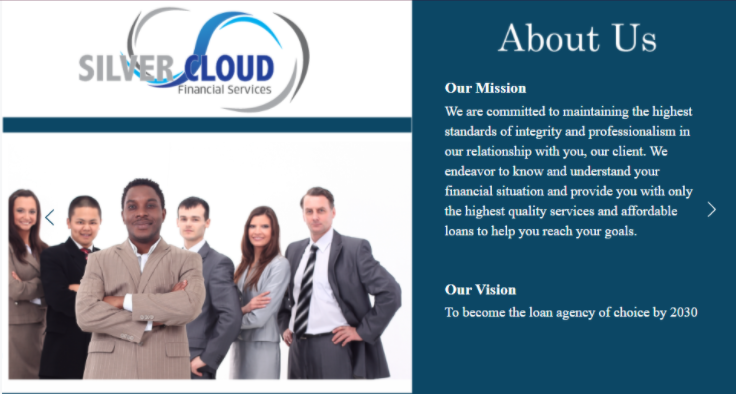 SILVER CLOUD
Financial Services
About Us
Our Mission
We are committed to maintaining the highest
standards of integrity and professionalism in
our relationship with you, our client. We
endeavor to know and understand your
financial situation and provide you with only
the highest quality services and affordable
loans to help you reach your goals.
Our Vision
To become the loan agency of choice by 2030